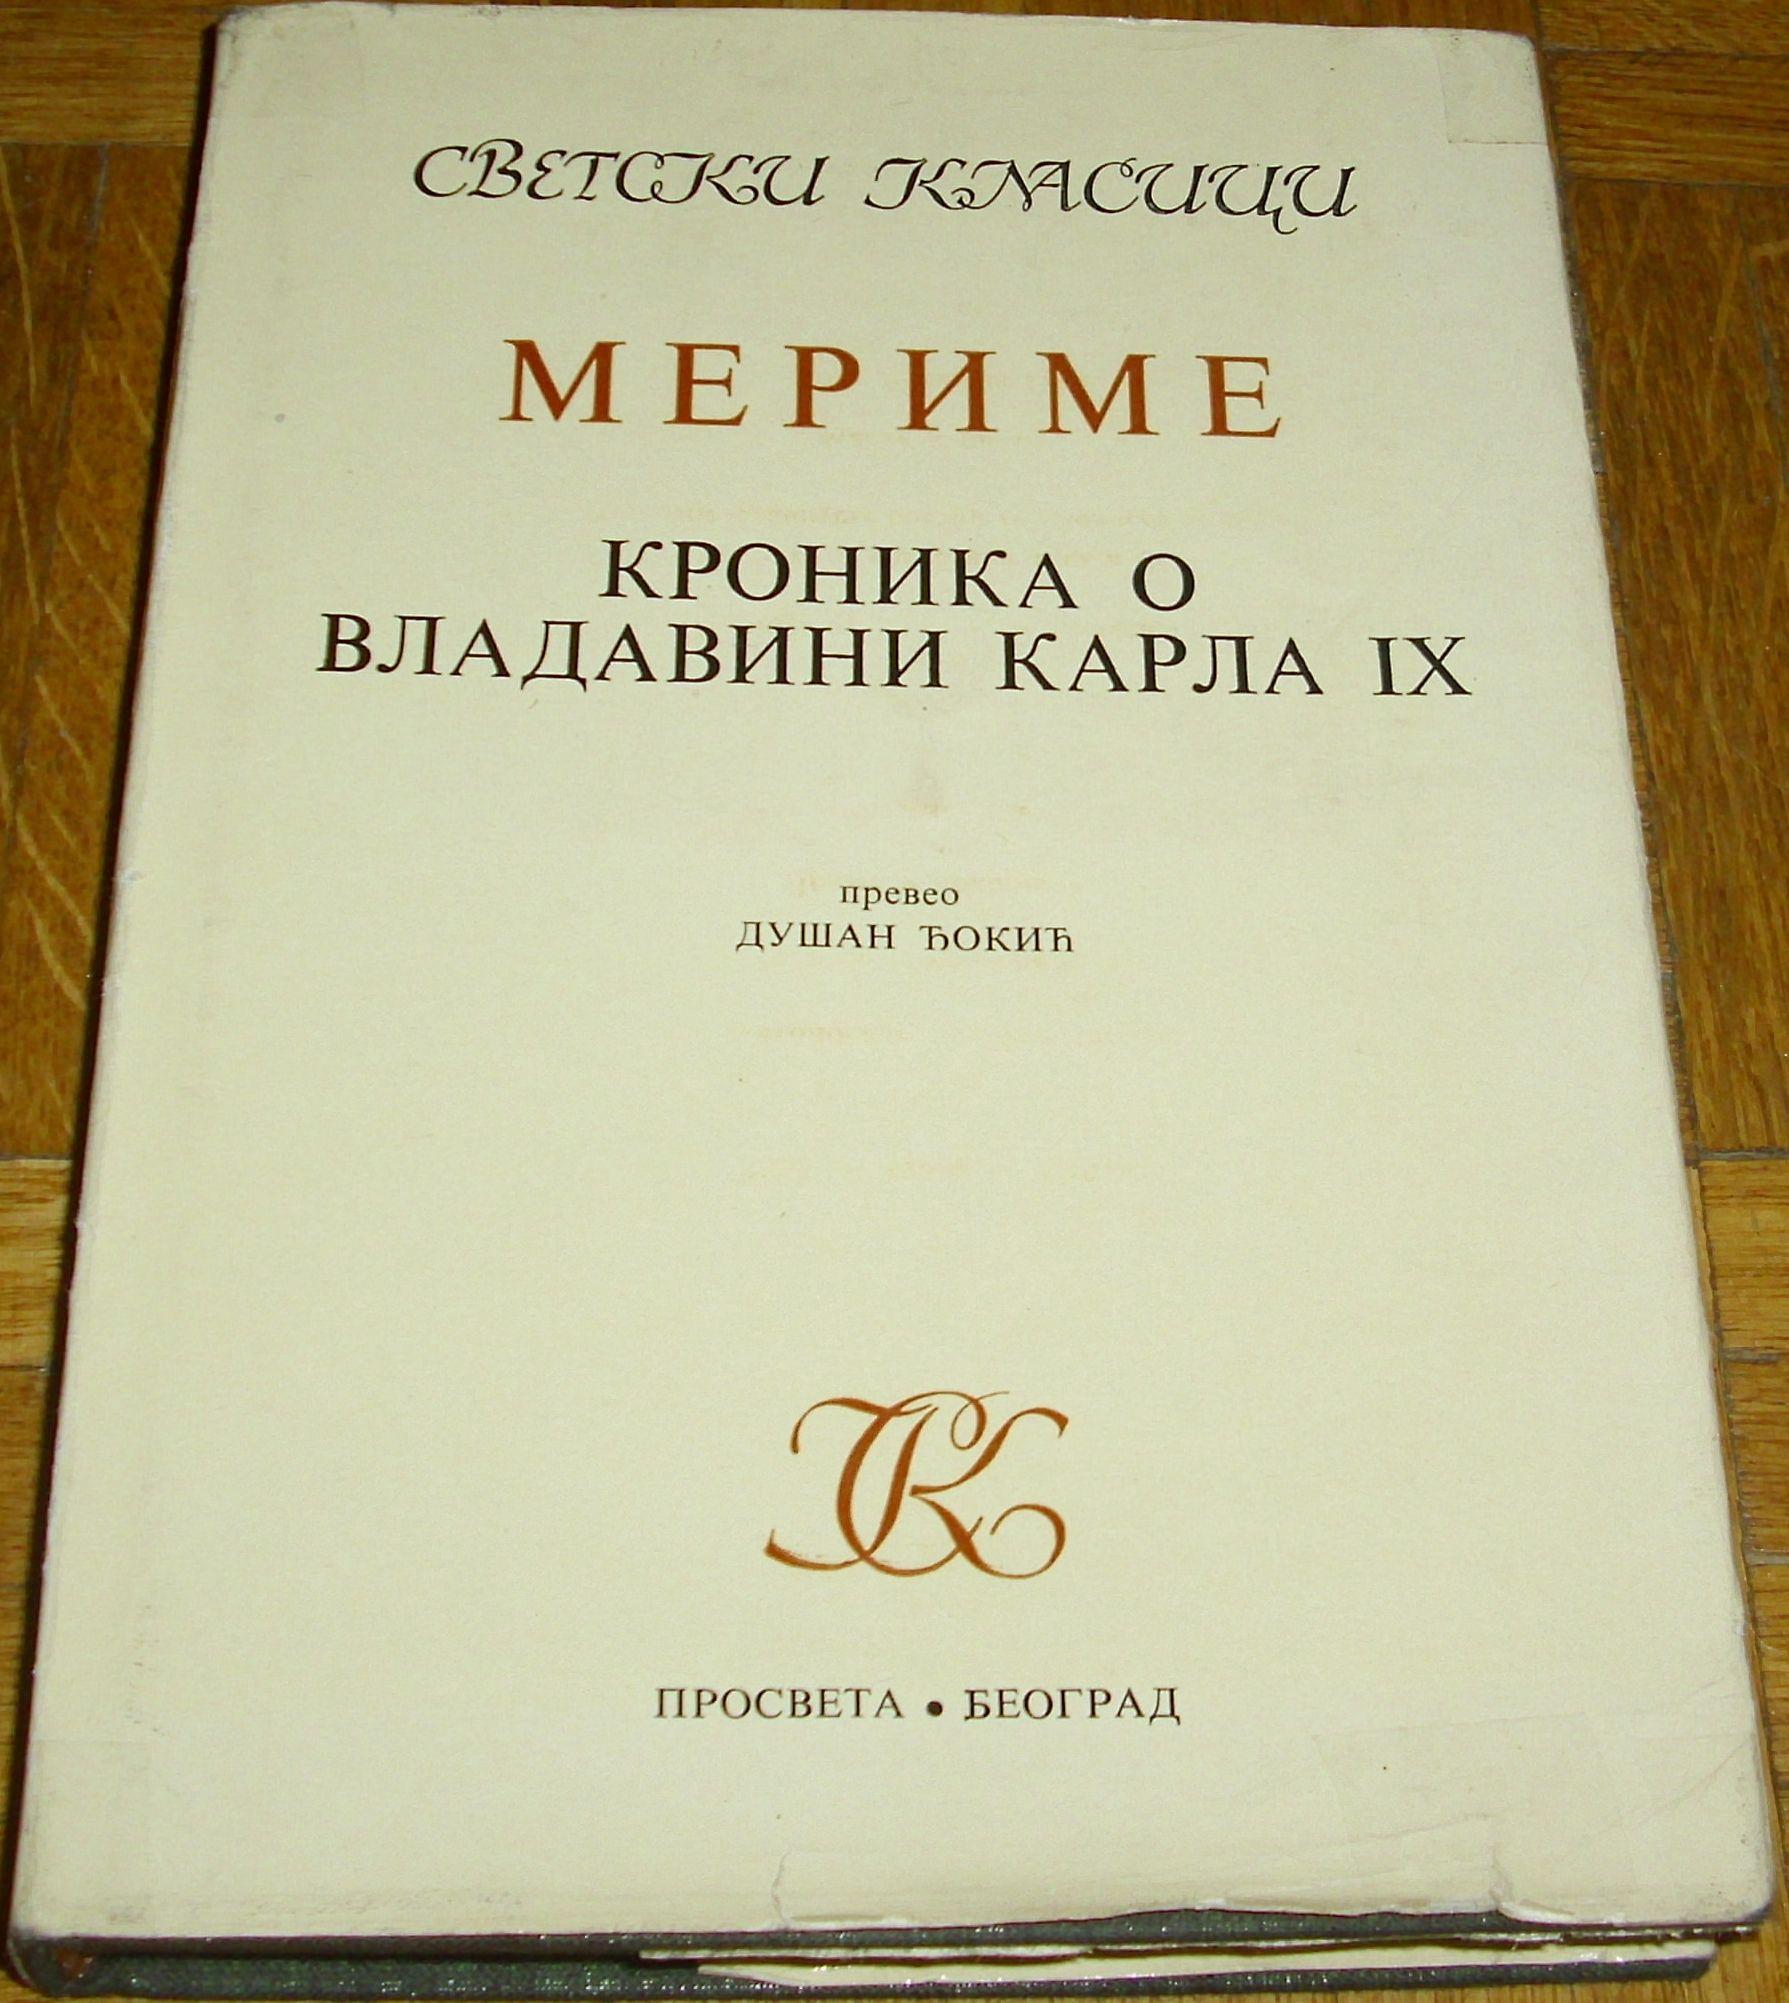 СВЕТСКИ КЛАСИЦИ
МЕРИМЕ
КРОНИКА О
ВЛАДАВИНИ КАРЛА IX
превео
ДУШАН ЂОКИЋ
СК
ПРОСВЕТА • БЕОГРАД